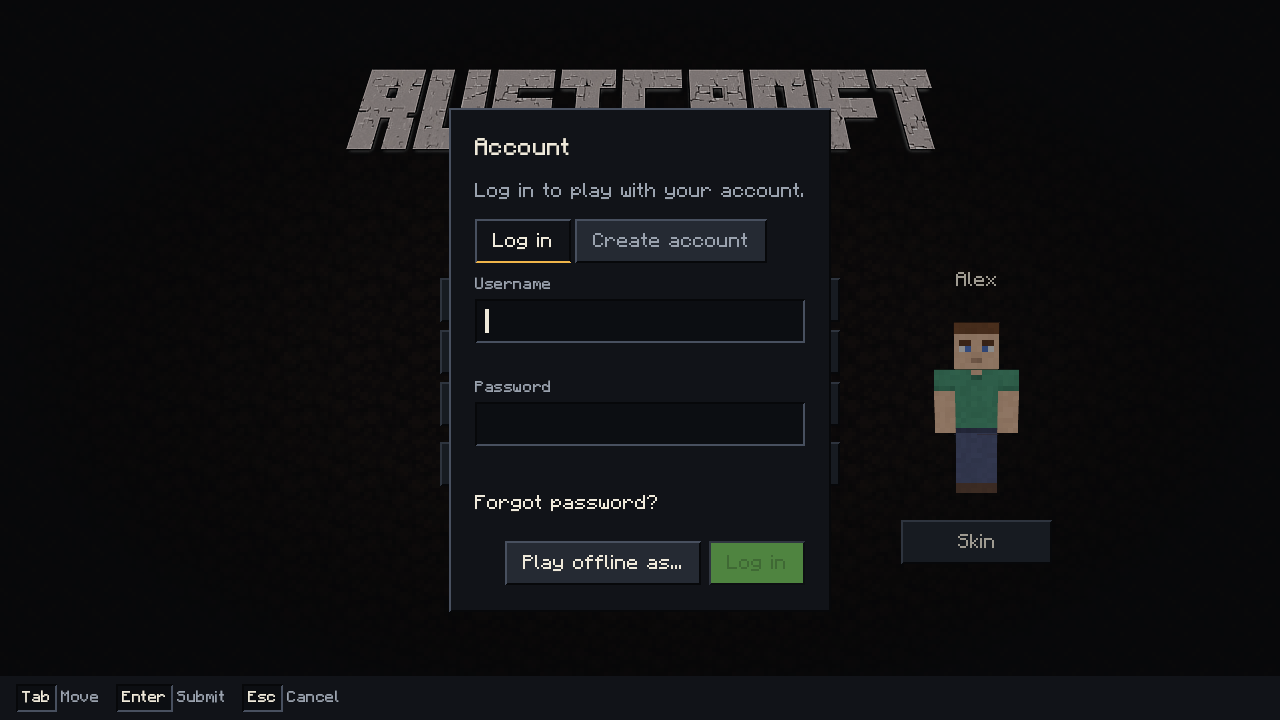 RUSTCRAFT
Account
Log in to play with your account.
Log in Create account
Username
Alex
Password
Forgot password?
Skin
Play offline as... Log in
Tab Move Enter Submit Esc Cancel